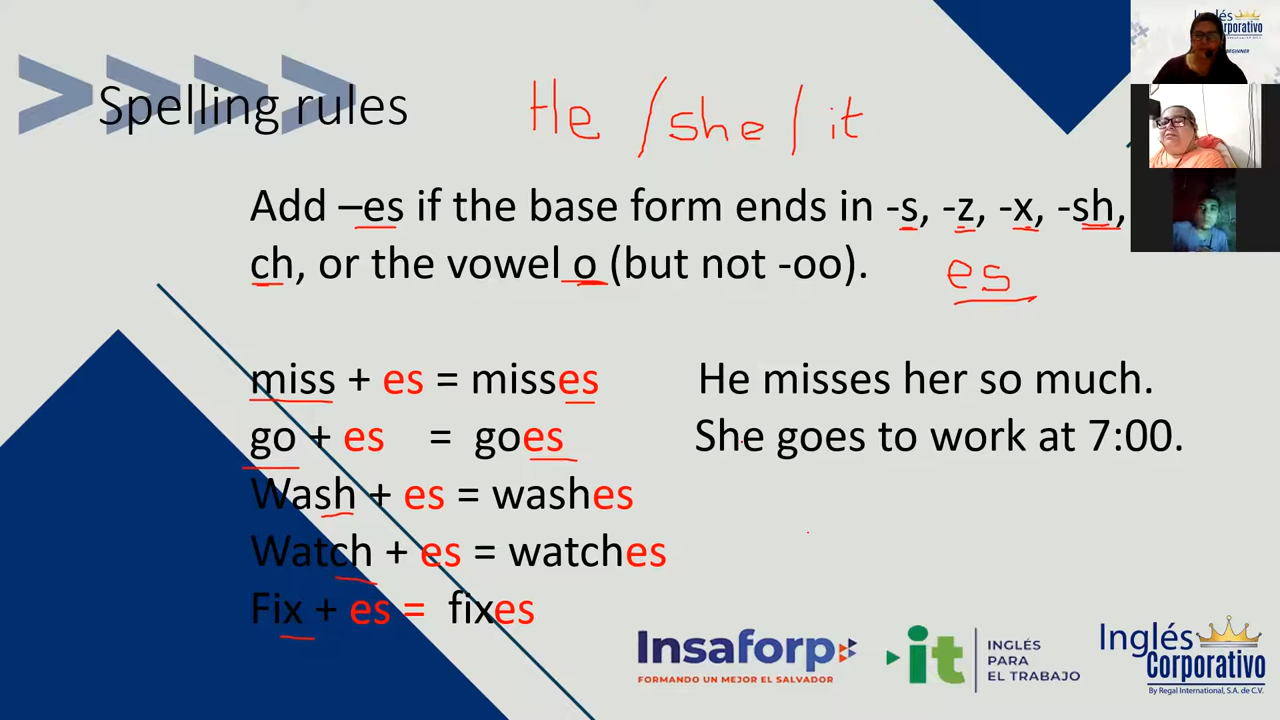 Spelling rules
He / she / it
Add –es if the base form ends in -s, -z, -x, -sh,
ch, or the vowel o (but not -oo).
es
miss + es = misses
He misses her so much.
go + es = goes
She goes to work at 7:00.
Wash + es = washes
Watch + es = watches
Fix + es = fixes
Insaforp
FORMANDO UN MEJOR EL SALVADOR
it
INGLÉS
PARA
EL TRABAJO
Inglés
Corporativo
By Regal International, S.A. de C.V.
Inglés
Corporativo
BEGINNER